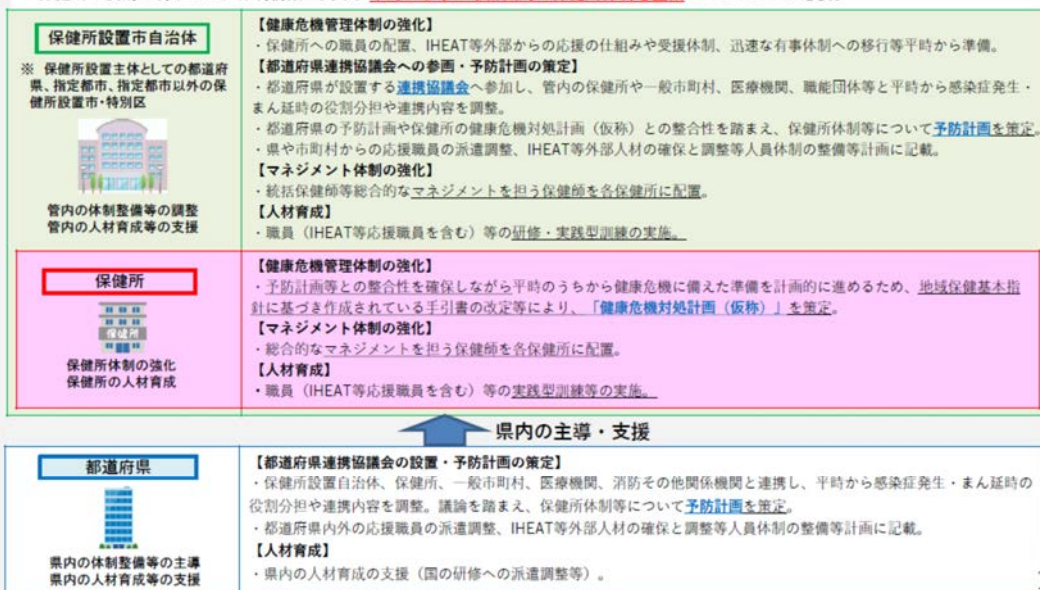 保健所設置市自治体
※ 保健所設置主体としての都道府
県、指定都市、指定都市以外の保
健所設置市・特別区
管内の体制整備等の調整
管内の人材育成等の支援
【健康危機管理体制の強化】
・保健所への職員の配置、IHEAT等外部からの応援の仕組みや受援体制、迅速な有事体制への移行等平時から準備。
【都道府県連携協議会への参画・予防計画の策定】
・都道府県が設置する連携協議会へ参加し、管内の保健所や一般市町村、医療機関、職能団体等と平時から感染症発生・
まん延時の役割分担や連携内容を調整。
・都道府県の予防計画や保健所の健康危機対処計画（仮称）との整合性を踏まえ、保健所体制等について予防計画を策定。
・県や市町村からの応援職員の派遣調整、IHEAT等外部人材の確保と調整等人員体制の整備等計画に記載。
【マネジメント体制の強化】
・統括保健師等総合的なマネジメントを担う保健師を各保健所に配置。
【人材育成】
・職員（IHEAT等応援職員を含む）等の研修・実践型訓練の実施。
保健所
保健所
保健所体制の強化
保健所の人材育成
【健康危機管理体制の強化】
・予防計画等との整合性を確保しながら平時のうちから健康危機に備えた準備を計画的に進めるため、地域保健基本指
針に基づき作成されている手引書の改定等により、「健康危機対処計画（仮称）」を策定。
【マネジメント体制の強化】
・総合的なマネジメントを担う保健師を各保健所に配置。
【人材育成】
・職員（IHEAT等応援職員を含む）等の実践型訓練等の実施。
県内の主導・支援
都道府県
県内の体制整備等の主導
県内の人材育成等の支援
【都道府県連携協議会の設置・予防計画の策定】
・保健所設置自治体、保健所、一般市町村、医療機関、消防その他関係機関と連携し、平時から感染症発生・まん延時の
役割分担や連携内容を調整。議論を踏まえ、保健所体制等について予防計画を策定。
・都道府県内外の応援職員の派遣調整、IHEAT等外部人材の確保と調整等人員体制の整備等計画に記載。
【人材育成】
・県内の人材育成の支援（国の研修への派遣調整等）。